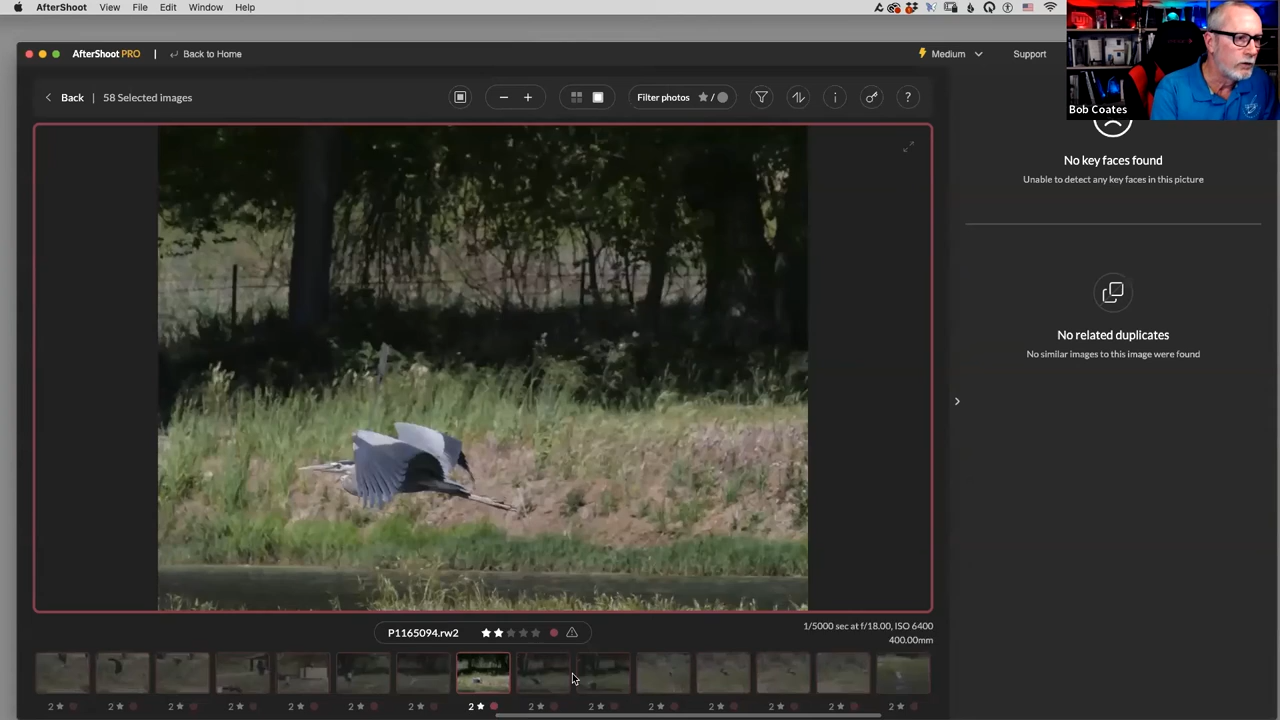 AfterShoot View File Edit Window Help
AfterShoot PRO | Back to Home
Medium
Support
Back | 58 Selected images
Filter photos
Bob Coates
No key faces found
Unable to detect any key faces in this picture
No related duplicates
No similar images to this image were found
P1165094.rw2
1/5000 sec at f/18.00, ISO 6400
400.00mm
2 2 2 2 2 2 2 2 2 2 2 2 2 2 2